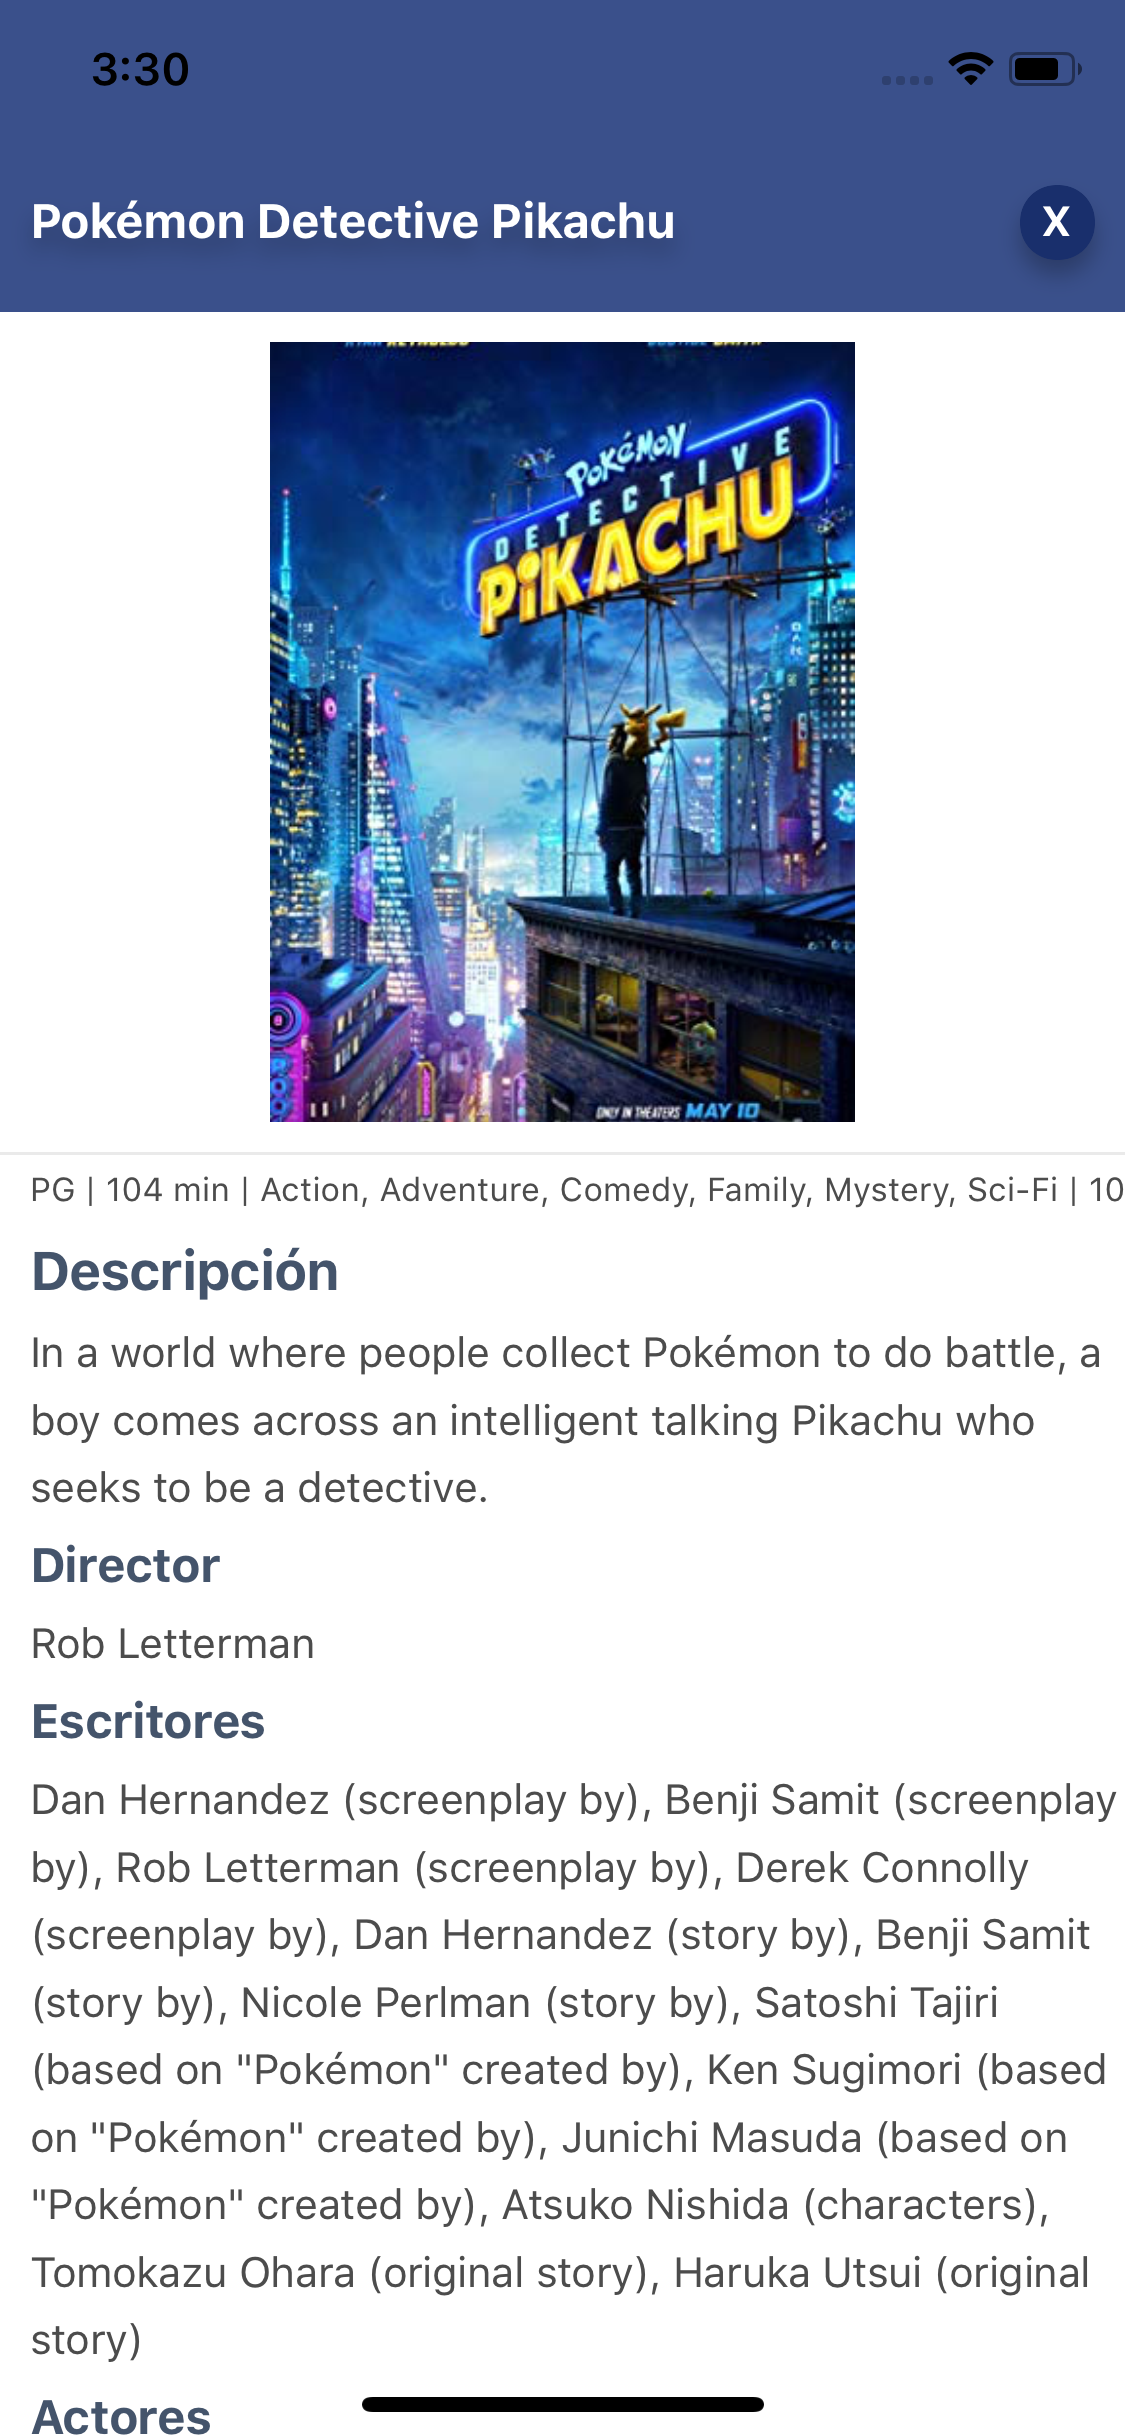 3:30
Pokémon Detective Pikachu
X
POKéMON
DETECTIVE
PiKACHU
ONLY IN THEATERS MAY 10
PG | 104 min | Action, Adventure, Comedy, Family, Mystery, Sci-Fi | 10
Descripción
In a world where people collect Pokémon to do battle, a
boy comes across an intelligent talking Pikachu who
seeks to be a detective.
Director
Rob Letterman
Escritores
Dan Hernandez (screenplay by), Benji Samit (screenplay
by), Rob Letterman (screenplay by), Derek Connolly
(screenplay by), Dan Hernandez (story by), Benji Samit
(story by), Nicole Perlman (story by), Satoshi Tajiri
(based on "Pokémon" created by), Ken Sugimori (based
on "Pokémon" created by), Junichi Masuda (based on
"Pokémon" created by), Atsuko Nishida (characters),
Tomokazu Ohara (original story), Haruka Utsui (original
story)
Actores